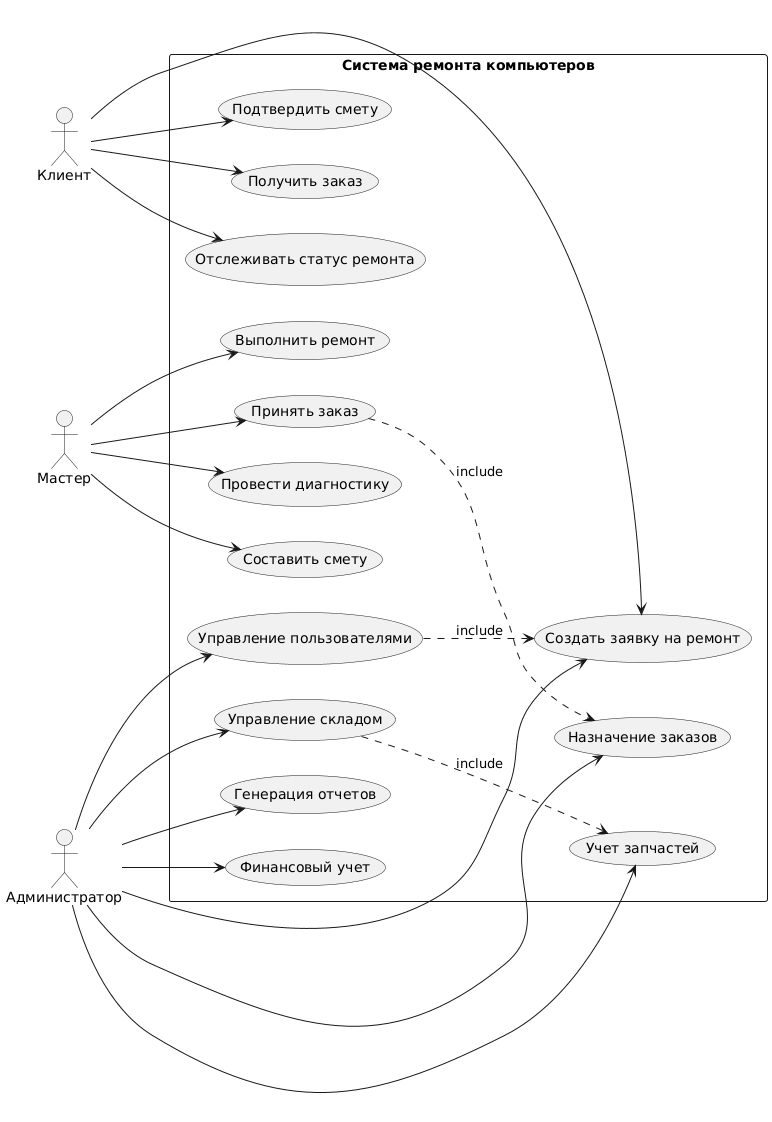 Система ремонта компьютеров
Подтвердить смету
Клиент
Получить заказ
Отслеживать статус ремонта
Выполнить ремонт
Принять заказ
include
Мастер
Провести диагностику
Составить смету
Управление пользователями
include
Создать заявку на ремонт
Управление складом
Назначение заказов
include
Генерация отчетов
Учет запчастей
Финансовый учет
Администратор